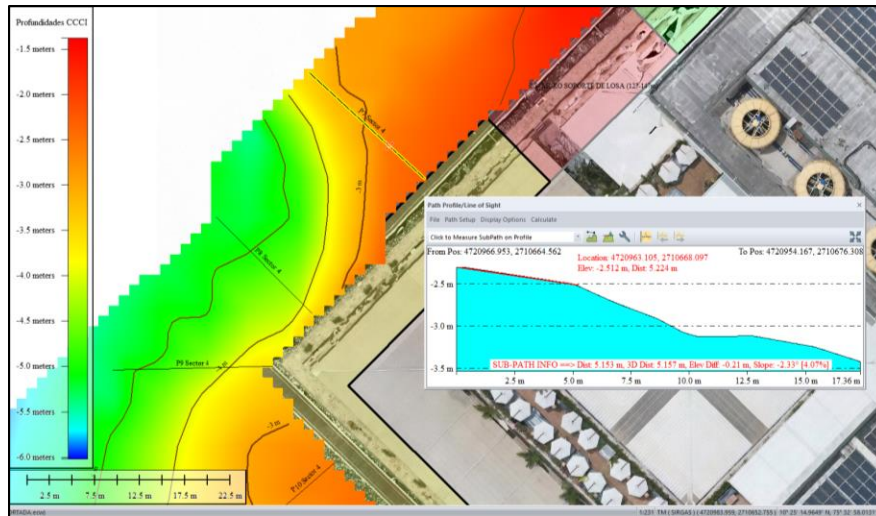 Profundidades CCCI
-1.5 meters
-2.0 meters
-2.5 meters
-3.0 meters
-3.5 meters
-4.0 meters
-4.5 meters
-5.0 meters
-5.5 meters
-6.0 meters
2.5 m 7.5 m 12.5 m 17.5 m 22.5 m
Sector 4
P8 Sector 4
P9 Sector 4
P10 Sector 4
-3 m
-3 m
SOPORTE DE LOSA
Path Profile/Line of Sight
File Path Setup Display Options Calculate
Click to Measure SubPath on Profile
From Pos: 4720966.953, 2710664.562
To Pos: 4720954.167, 2710676.308
Location: 4720963.105, 2710668.097
Elev: -2.512 m, Dist: 5.224 m
-2.5 m
-3.0 m
-3.5 m
SUB-PATH INFO ==> Dist: 5.153 m, 3D Dist: 5.157 m, Elev Diff: -0.21 m, Slope: -2.33° [4.07%]
2.5 m 5.0 m 7.5 m 10.0 m 12.5 m 15.0 m 17.36 m